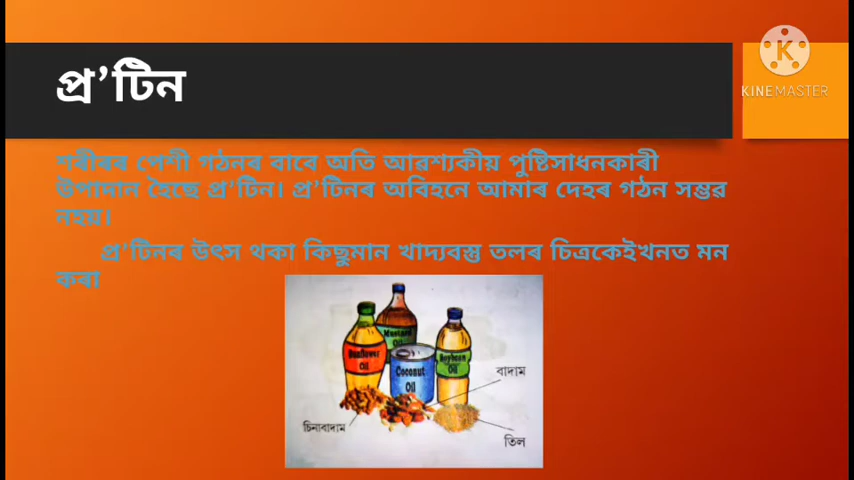 প্ৰ’টিন
KINEMASTER
শৰীৰৰ পেশী গঠনৰ বাবে অতি আৱশ্যকীয় পুষ্টিসাধনকাৰী
উপাদান হৈছে প্ৰ’টিন। প্ৰ’টিনৰ অবিহনে আমাৰ দেহৰ গঠন সম্ভৱ
নহয়।
প্ৰ’টিনৰ উৎস থকা কিছুমান খাদ্যবস্তু তলৰ চিত্ৰকেইখনত মন
কৰা
Mustard
Oil
Sunflower
Oil
Coconut
Oil
Soybean
Oil
বাদাম
চিনাবাদাম
তিল